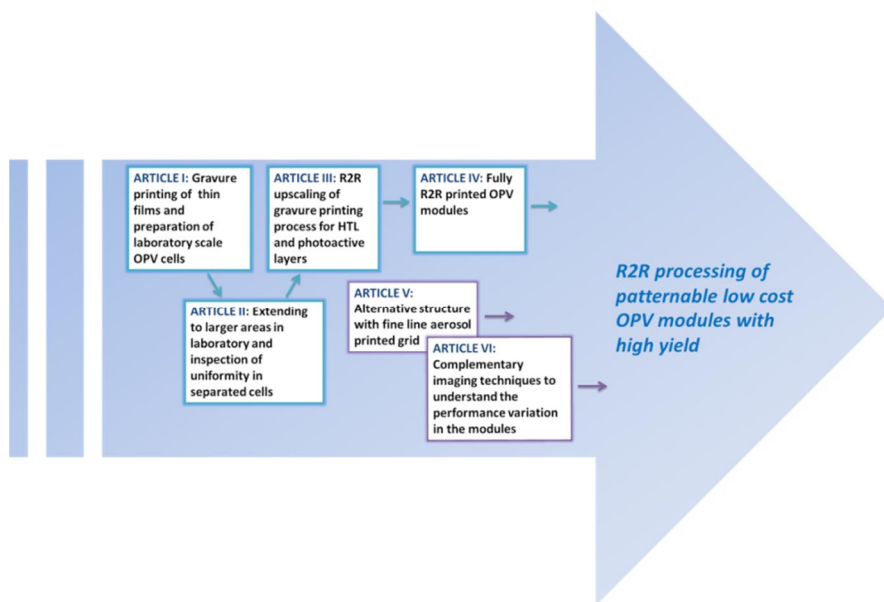 ARTICLE I: Gravure
printing of thin
films and
preparation of
laboratory scale
OPV cells
ARTICLE II: Extending
to larger areas in
laboratory and
inspection of
uniformity in
separated cells
ARTICLE III: R2R
upscaling of
gravure printing
process for HTL
and photoactive
layers
ARTICLE IV: Fully
R2R printed OPV
modules
ARTICLE V:
Alternative structure
with fine line aerosol
printed grid
ARTICLE VI:
Complementary
imaging techniques to
understand the
performance variation
in the modules
R2R processing of
patternable low cost
OPV modules with
high yield